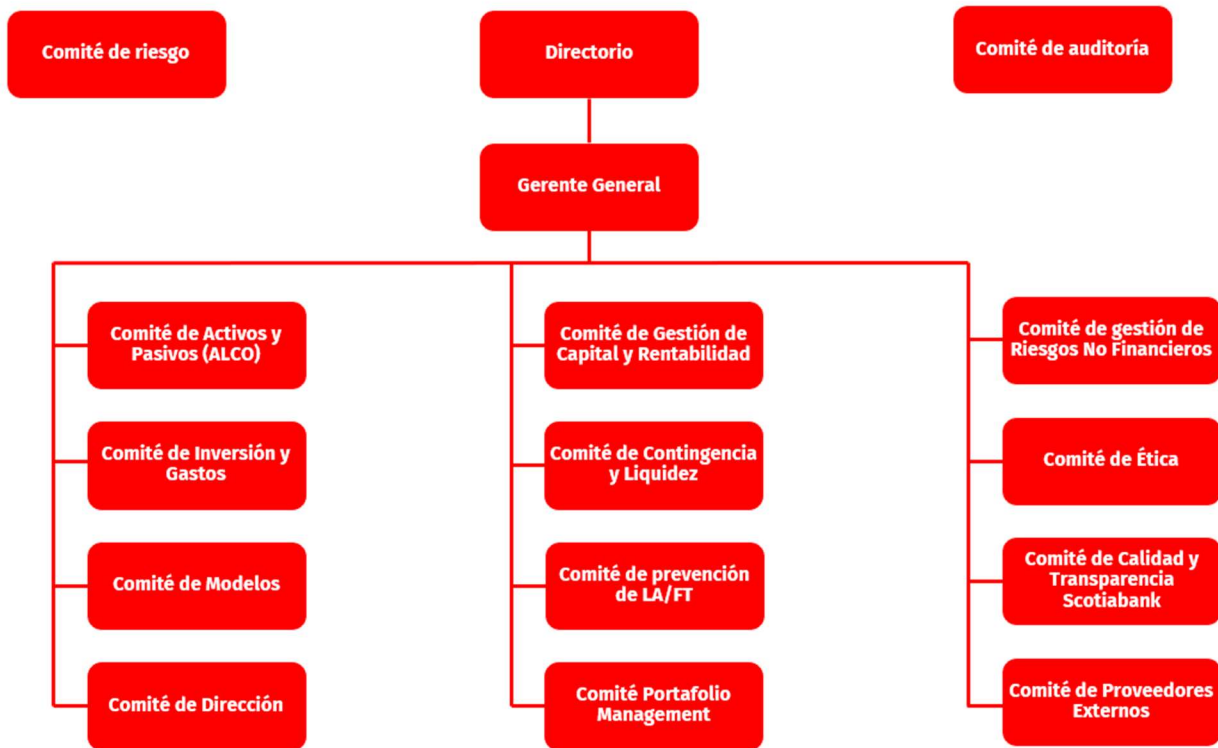 Comité de riesgo
Directorio
Comité de auditoría
Gerente General
Comité de Activos y
Pasivos (ALCO)
Comité de Inversión y
Gastos
Comité de Modelos
Comité de Dirección
Comité de Gestión de
Capital y Rentabilidad
Comité de Contingencia
y Liquidez
Comité de prevención
de LA/FT
Comité Portafolio
Management
Comité de gestión de
Riesgos No Financieros
Comité de Ética
Comité de Calidad y
Transparencia
Scotiabank
Comité de Proveedores
Externos